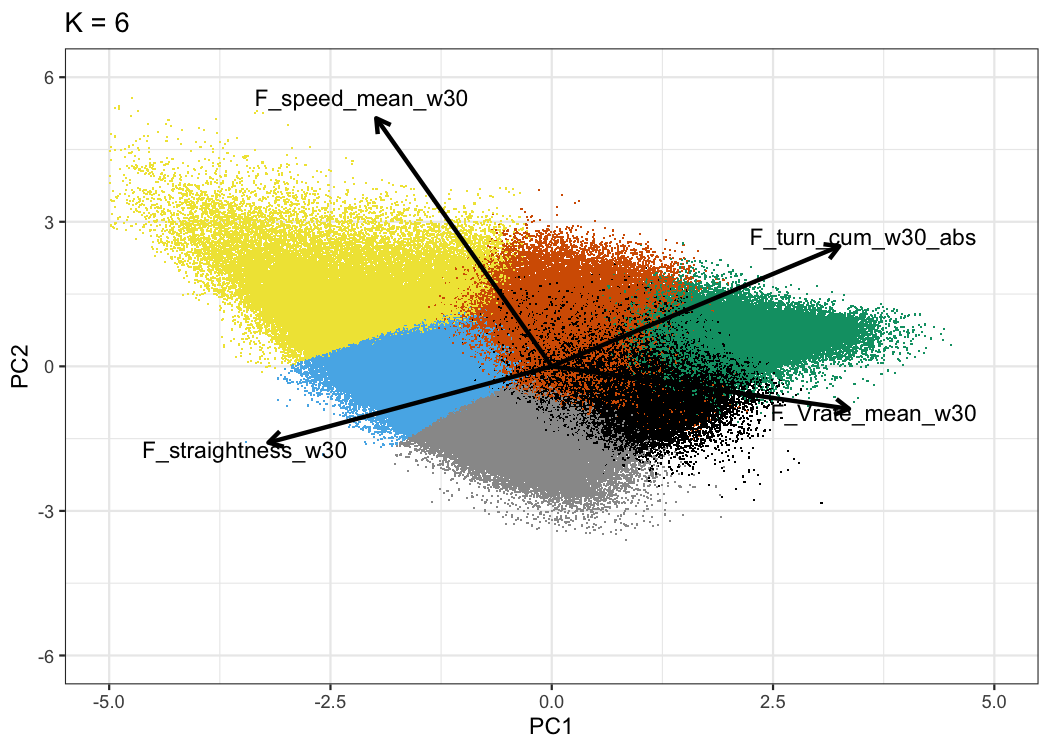 K = 6
F_speed_mean_w30
F_turn_cum_w30_abs
F_Vrate_mean_w30
F_straightness_w30
PC2
6
3
0
-3
-6
-5.0
-2.5
0.0
2.5
5.0
PC1